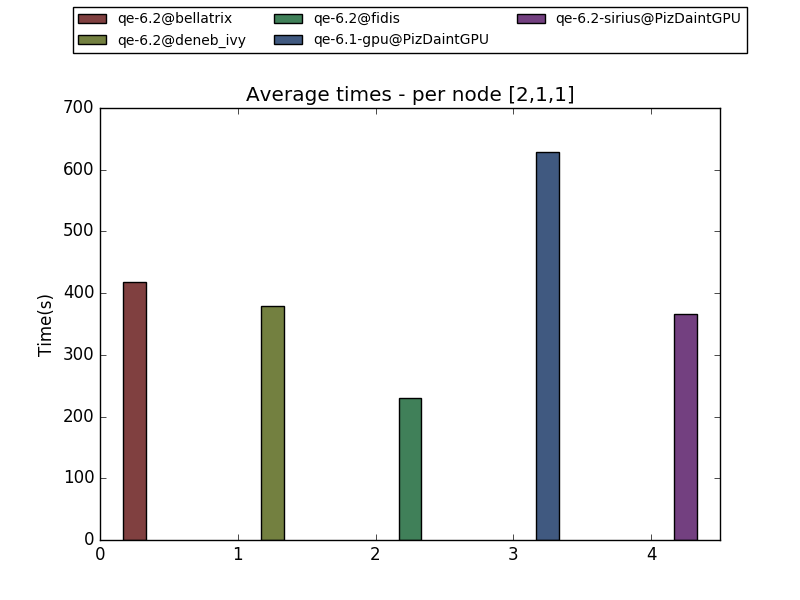 qe-6.2@bellatrix qe-6.2@fidis qe-6.2-sirius@PizDaintGPU
qe-6.2@deneb_ivy qe-6.1-gpu@PizDaintGPU
Average times - per node [2,1,1]
700
600
500
400
300
200
100
0
Time(s)
0 1 2 3 4